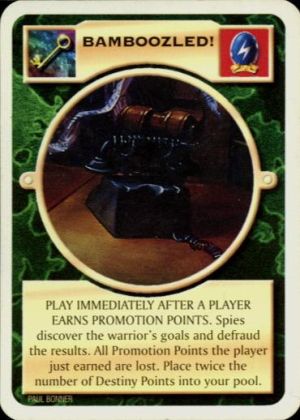 BAMBOOZLED!
PLAY IMMEDIATELY AFTER A PLAYER
EARNS PROMOTION POINTS. Spies
discover the warrior's goals and defraud
the results. All Promotion Points the player
just earned are lost. Place twice the
number of Destiny Points into your pool.
PAUL BONNER